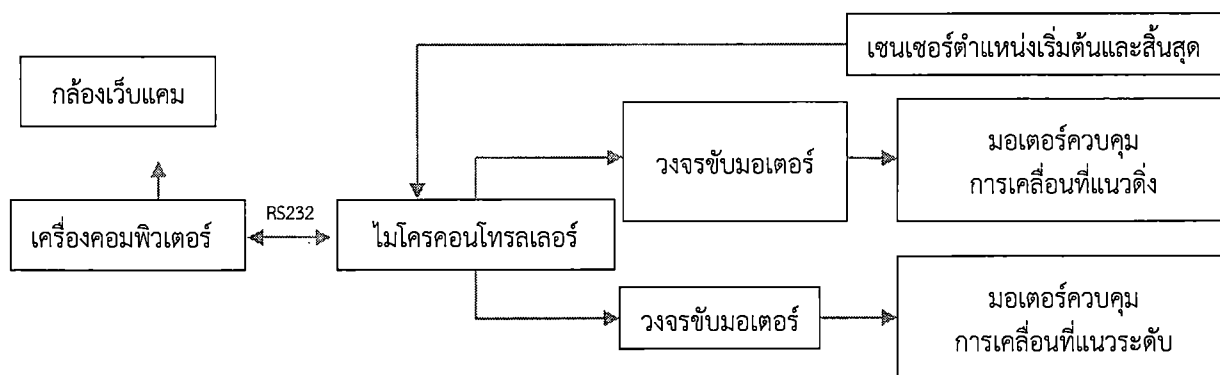 เซนเซอร์ตำแหน่งเริ่มต้นและสิ้นสุด
กล้องเว็บแคม
วงจรขับมอเตอร์
มอเตอร์ควบคุม
การเคลื่อนที่แนวดิ่ง
เครื่องคอมพิวเตอร์
RS232
ไมโครคอนโทรลเลอร์
วงจรขับมอเตอร์
มอเตอร์ควบคุม
การเคลื่อนที่แนวระดับ